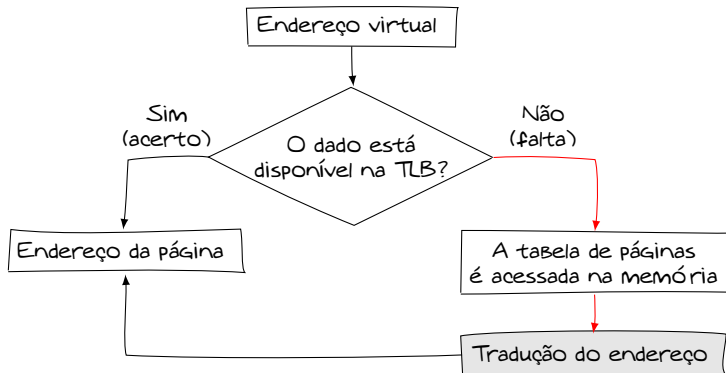 Endereço virtual
Sim
(acerto)
Não
(falta)
O dado está
disponível na TLB?
Endereço da página
A tabela de páginas
é acessada na memória
Tradução do endereço